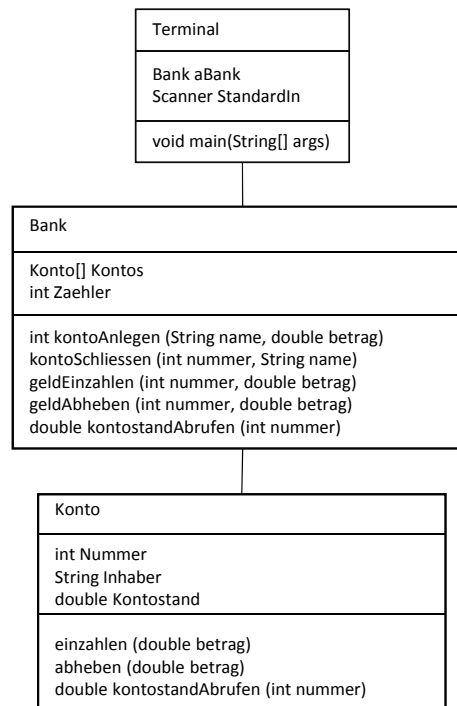 Terminal
Bank aBank
Scanner StandardIn
void main(String[] args)
Bank
Konto[] Kontos
int Zaehler
int kontoAnlegen (String name, double betrag)
kontoSchliessen (int nummer, String name)
geldEinzahlen (int nummer, double betrag)
geldAbheben (int nummer, double betrag)
double kontostandAbrufen (int nummer)
Konto
int Nummer
String Inhaber
double Kontostand
einzahlen (double betrag)
abheben (double betrag)
double kontostandAbrufen (int nummer)